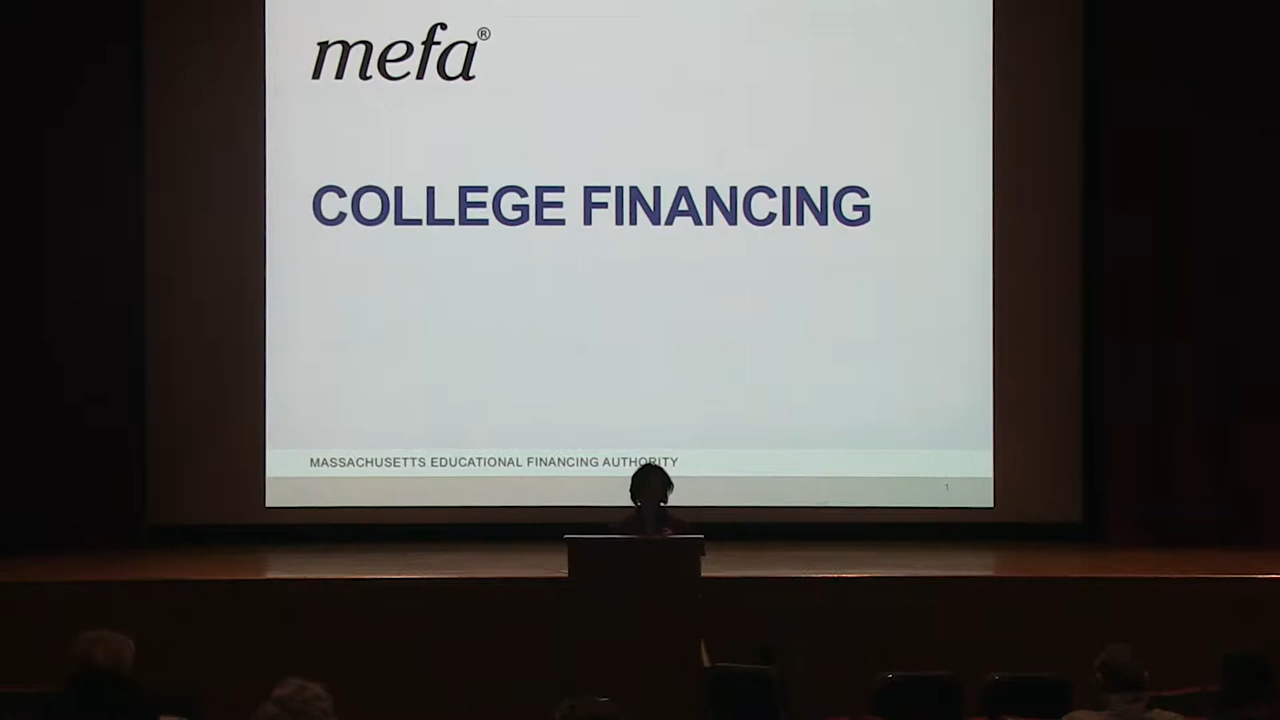 mefa®
COLLEGE FINANCING
MASSACHUSETTS EDUCATIONAL FINANCING AUTHORITY
1